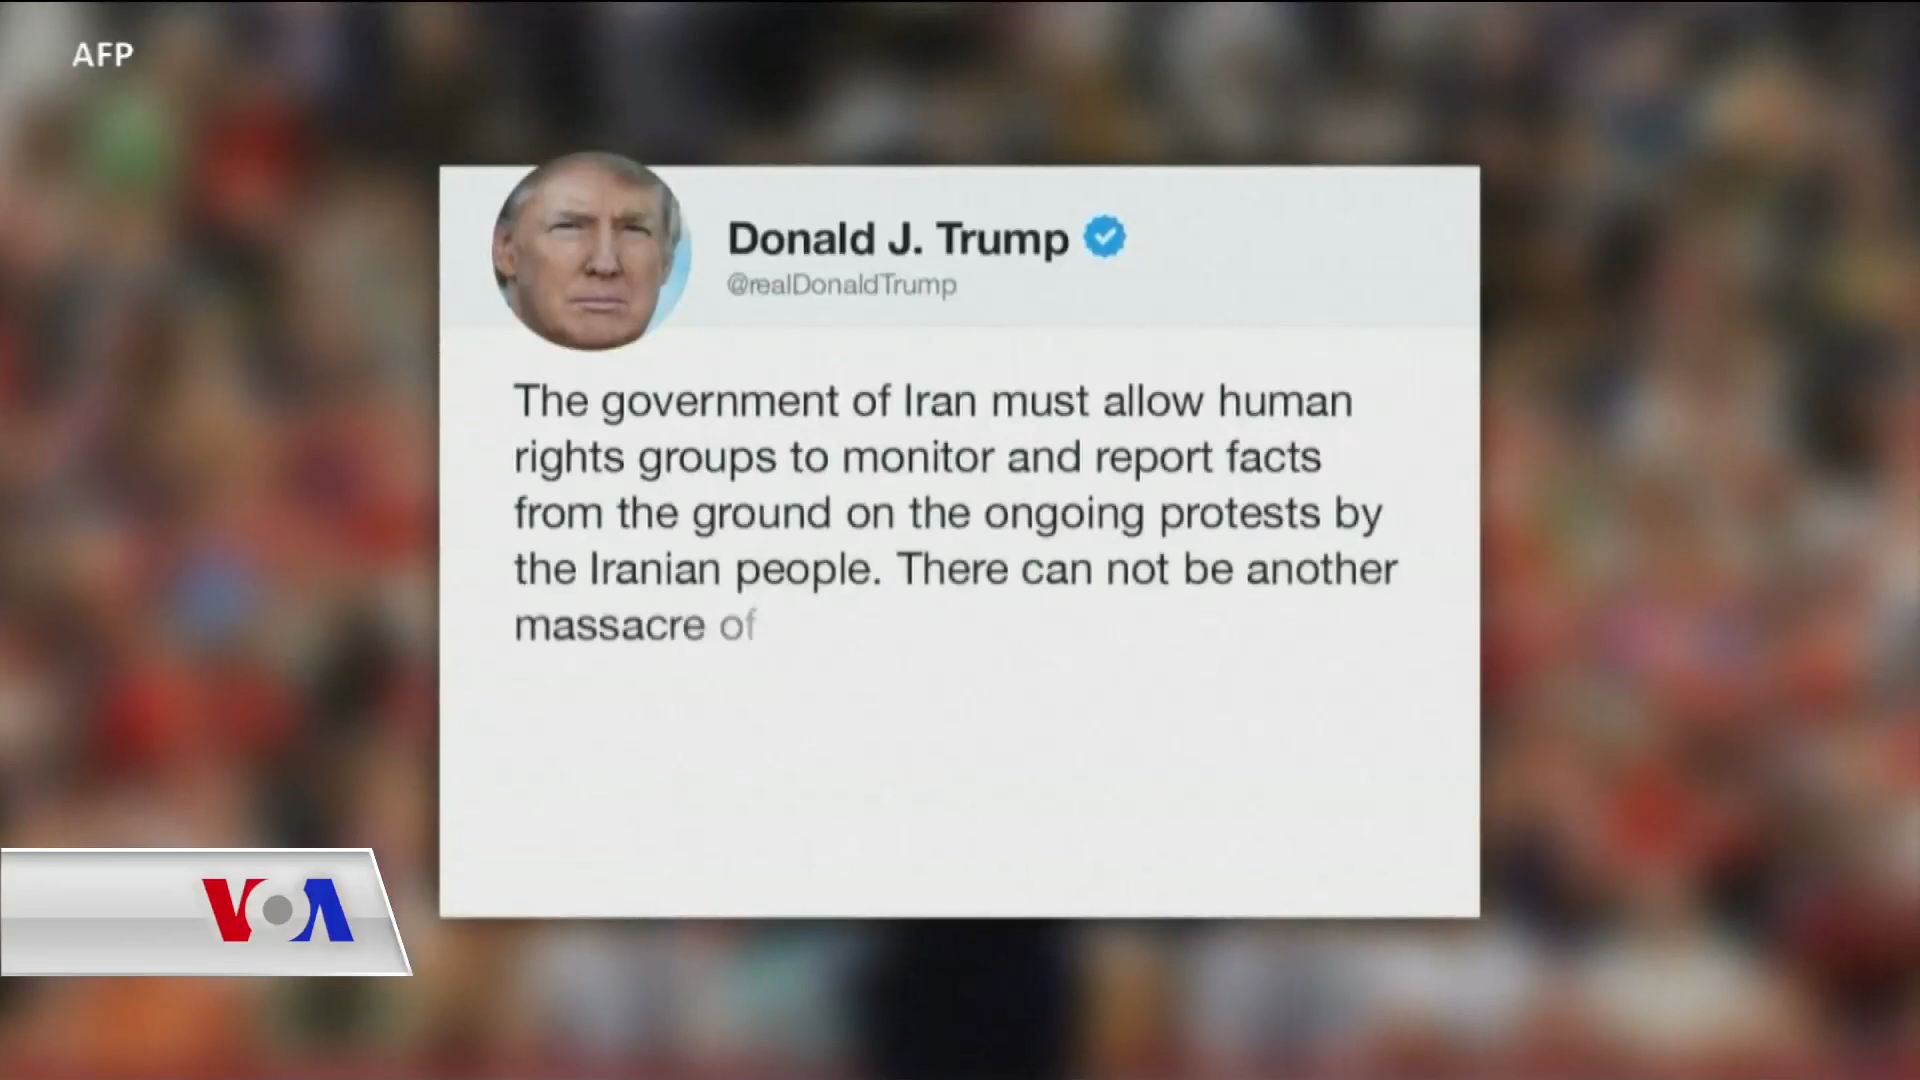 AFP
Donald J. Trump
@realDonaldTrump
The government of Iran must allow human
rights groups to monitor and report facts
from the ground on the ongoing protests by
the Iranian people. There can not be another
massacre of
VOA